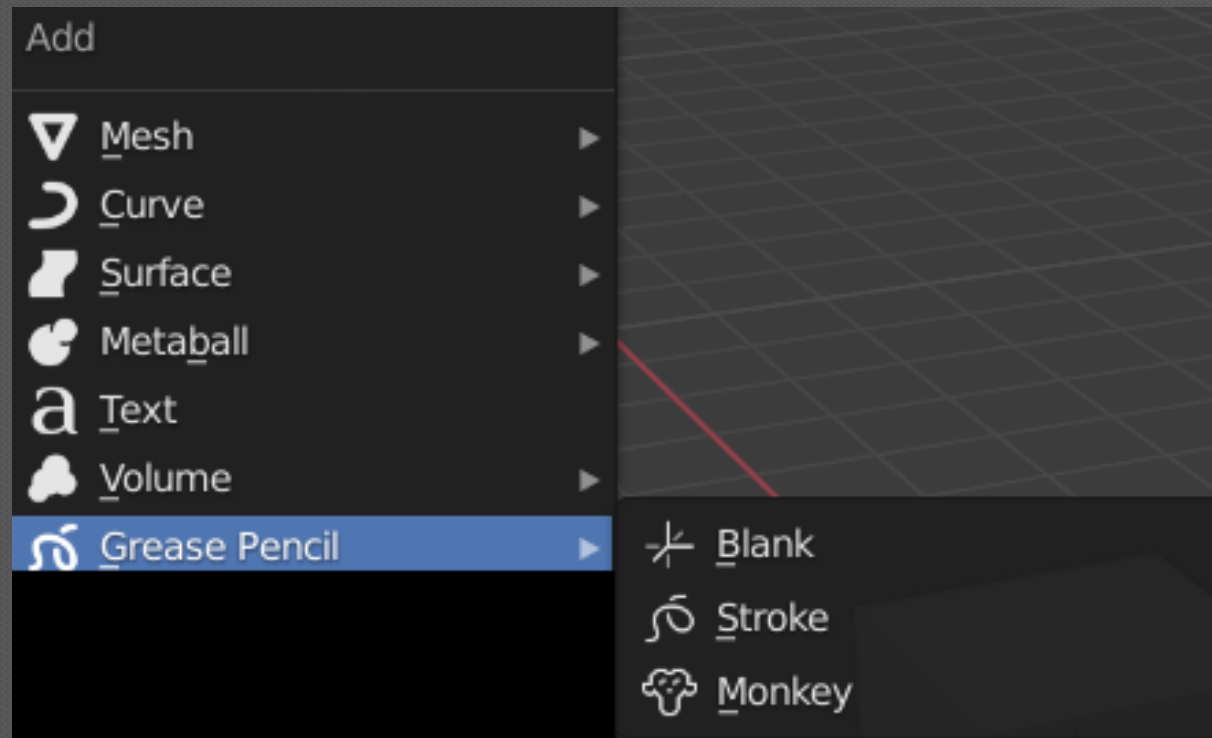 Add
Mesh
Curve
Surface
Metaball
Text
Volume
Grease Pencil
Blank
Stroke
Monkey